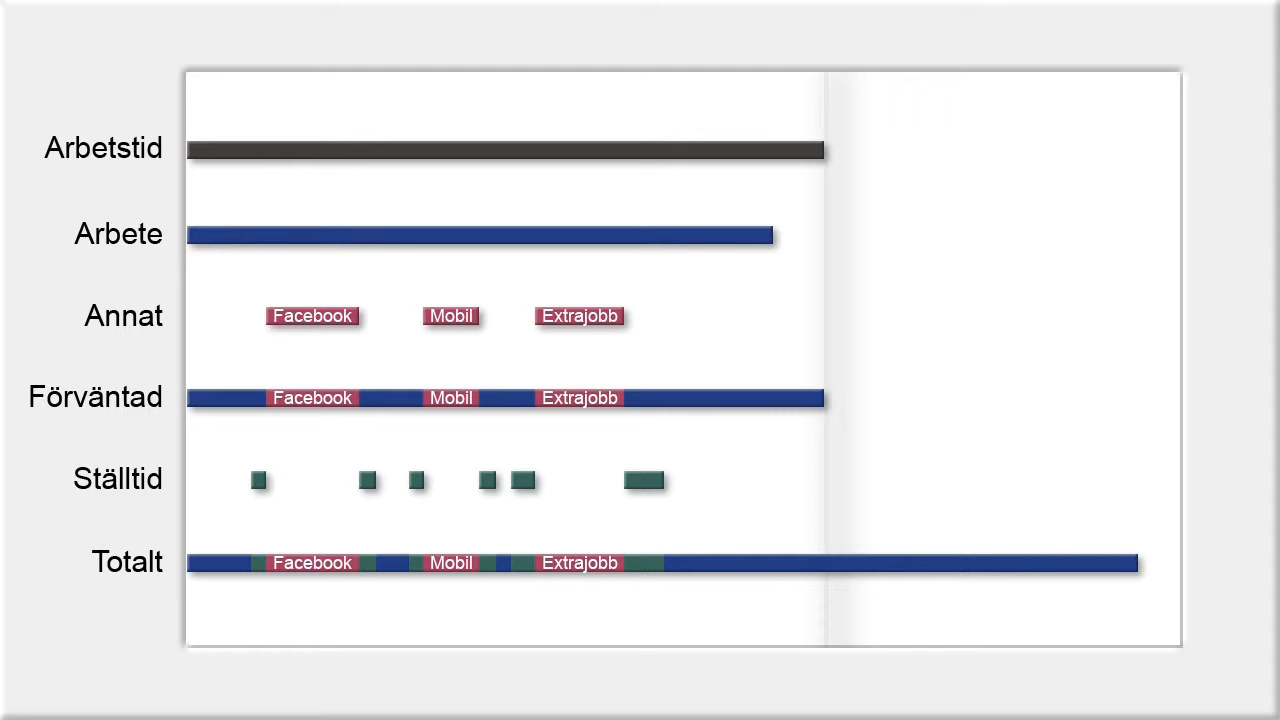 Arbetstid
Arbete
Annat Facebook Mobil Extrajobb
Förväntad Facebook Mobil Extrajobb
Ställtid
Totalt Facebook Mobil Extrajobb